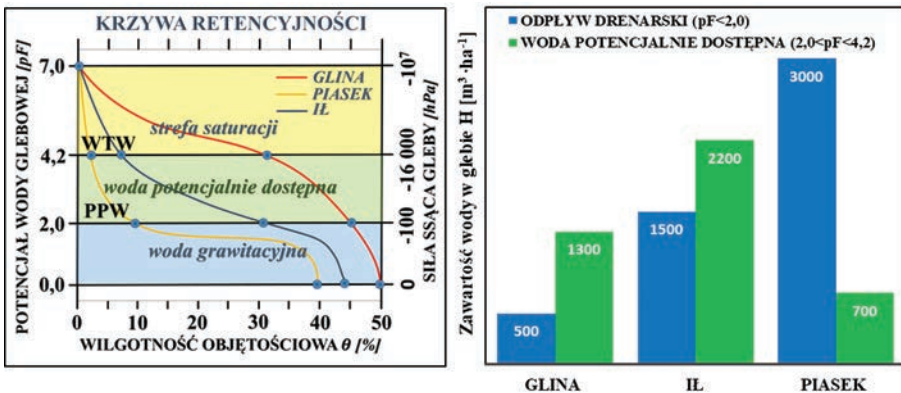 KRZYWA RETENCYJNOŚCI
POTENCJAŁ WODY GLEBOWEJ [pF]
7,0
4,2
2,0
0,0
GLINA
PIASEK
IŁ
strefa saturacji
WTW
woda potencjalnie dostępna
PPW
woda grawitacyjna
-10⁷
-16 000
-100
0
SIŁA SSĄCA GLEBY [hPa]
0 10 20 30 40 50
WILGOTNOŚĆ OBJĘTOŚCIOWA θ [%]
ODPŁYW DRENARSKI (pF<2,0)
WODA POTENCJALNIE DOSTĘPNA (2,0<pF<4,2)
Zawartość wody w glebie H [m³ ·ha⁻¹]
500
1300
1500
2200
3000
700
GLINA IŁ PIASEK